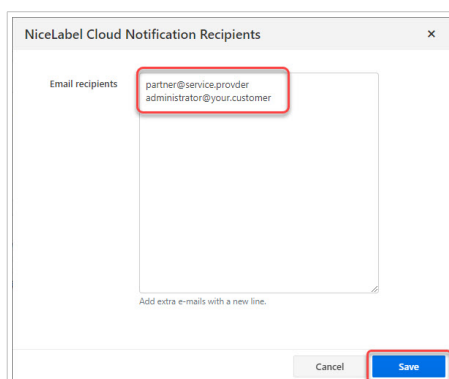 NiceLabel Cloud Notification Recipients ×
Email recipients
partner@service.provder
administrator@your.customer
Add extra e-mails with a new line.
Cancel
Save